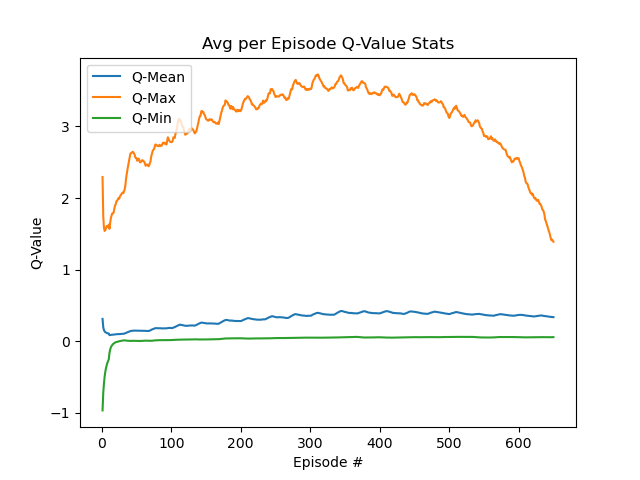 Avg per Episode Q-Value Stats
Q-Mean
Q-Max
Q-Min
Q-Value
3
2
1
0
−1
0 100 200 300 400 500 600
Episode #